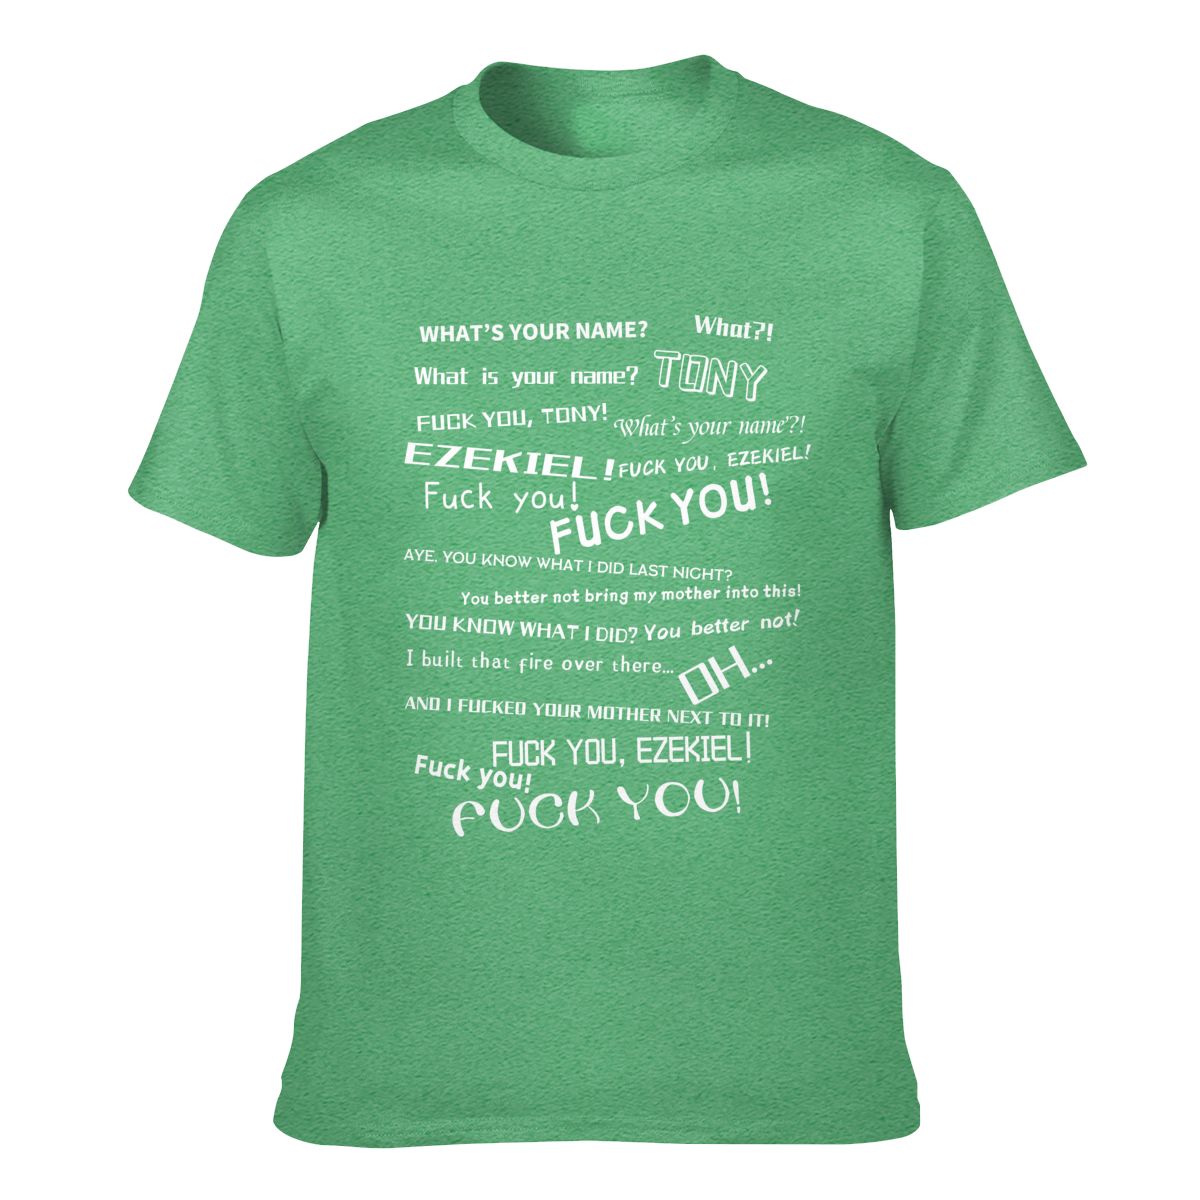 WHAT'S YOUR NAME? What?!
What is your name? TONY
FUCK YOU, TONY! What's your name'?!
EZEKIEL! FUCK YOU, EZEKIEL!
Fuck you! FUCK YOU!
AYE. YOU KNOW WHAT I DID LAST NIGHT?
You better not bring my mother into this!
YOU KNOW WHAT I DID? You better not!
I built that fire over there... OH...
AND I FUCKED YOUR MOTHER NEXT TO IT!
FUCK YOU, EZEKIEL!
Fuck you!
FUCK YOU!